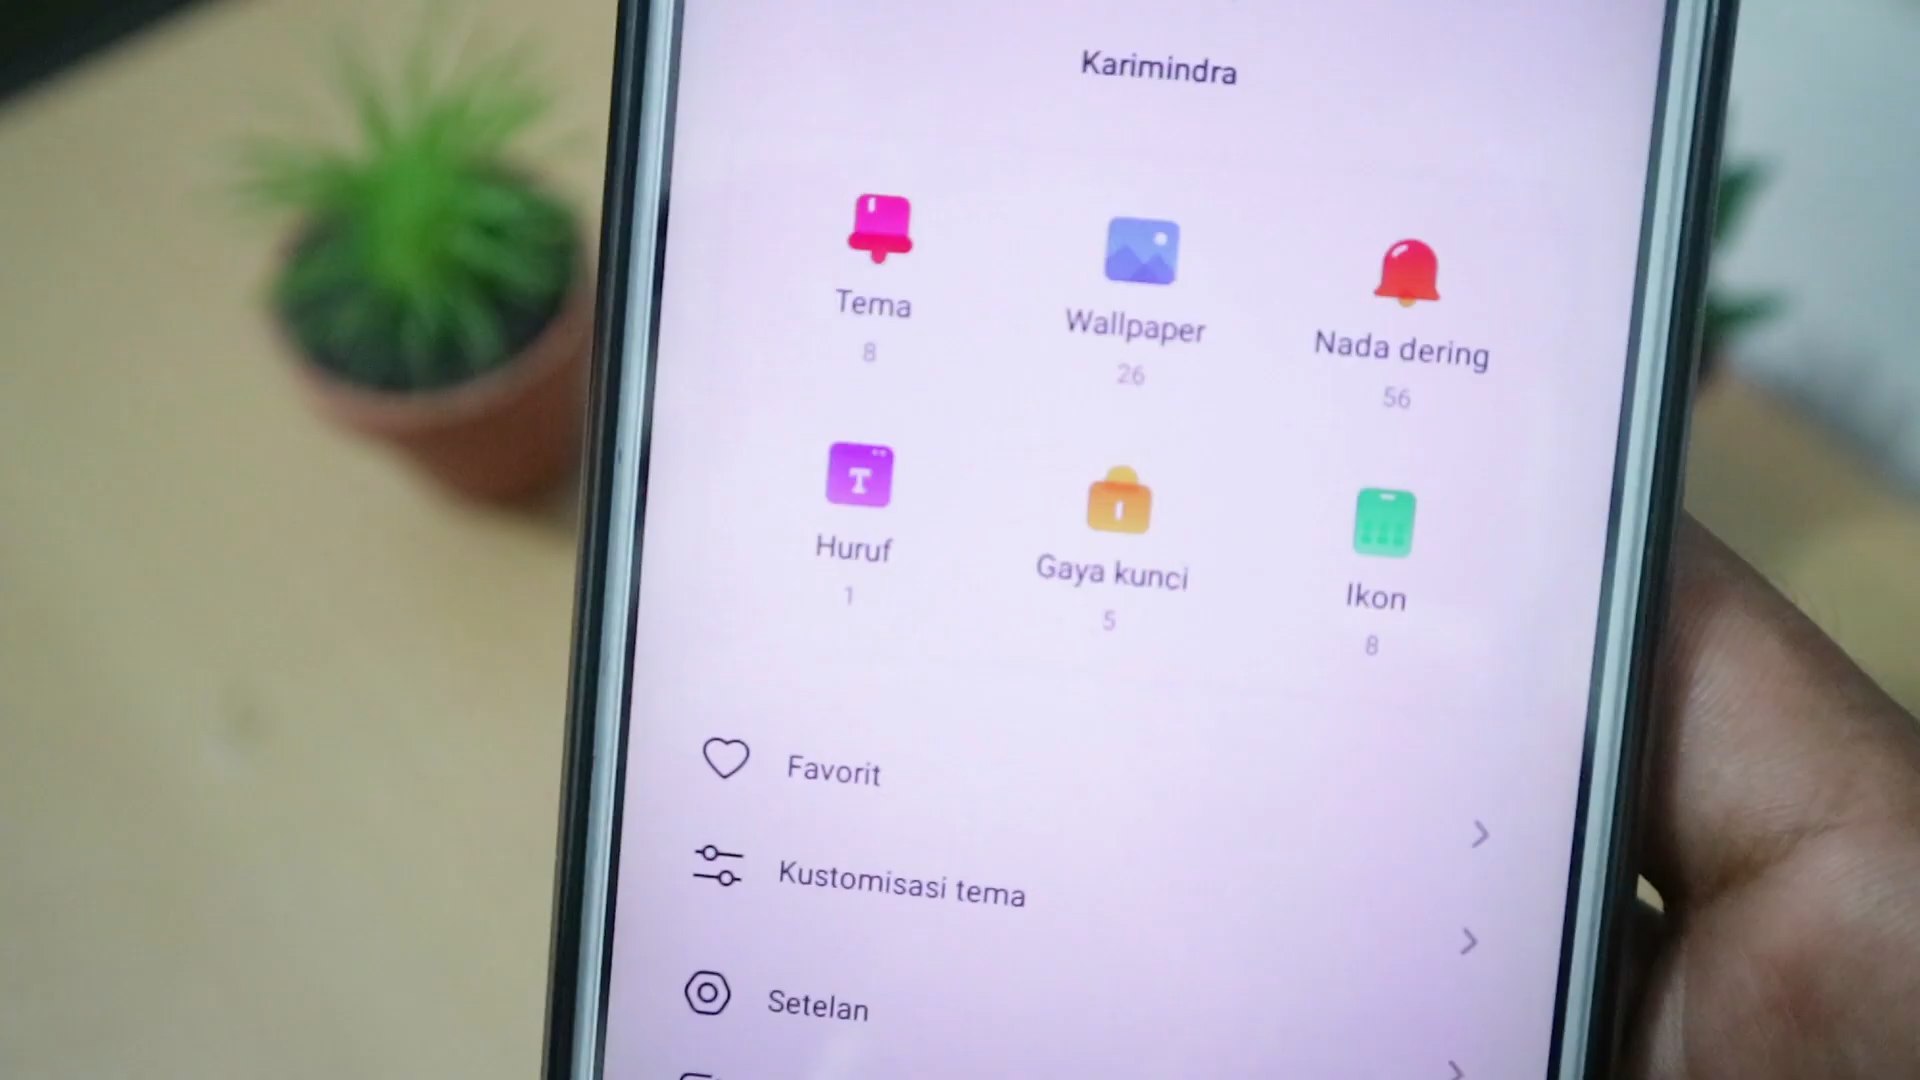 Karimindra
Tema
8
Wallpaper
26
Nada dering
56
Huruf
1
Gaya kunci
5
Ikon
8
Favorit
Kustomisasi tema
Setelan